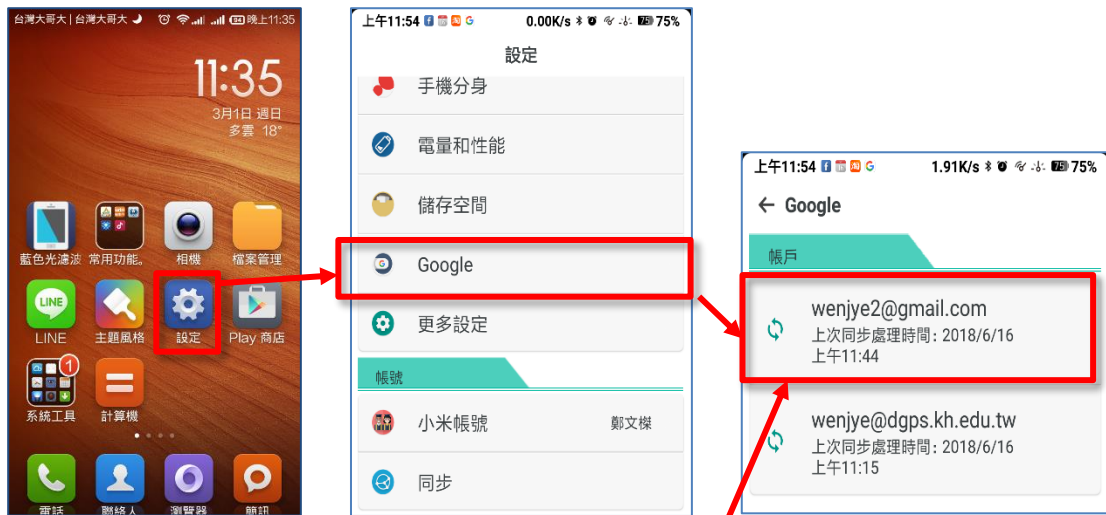 台灣大哥大 | 台灣大哥大
84 晚上11:35
11:35
3月1日 週日
多雲 18°
藍色光濾波 常用功能。 相機 檔案管理
LINE
LINE 主題風格 設定 Play 商店
1
系統工具 計算機
電話 聯絡人 瀏覽器 簡訊
上午11:54 0.00K/s 75 75%
設定
手機分身
電量和性能
儲存空間
Google
更多設定
帳號
小米帳號 鄭文榤
同步
上午11:54 1.91K/s 75 75%
← Google
帳戶
wenjye2@gmail.com
上次同步處理時間：2018/6/16
上午11:44
wenjye@dgps.kh.edu.tw
上次同步處理時間：2018/6/16
上午11:15